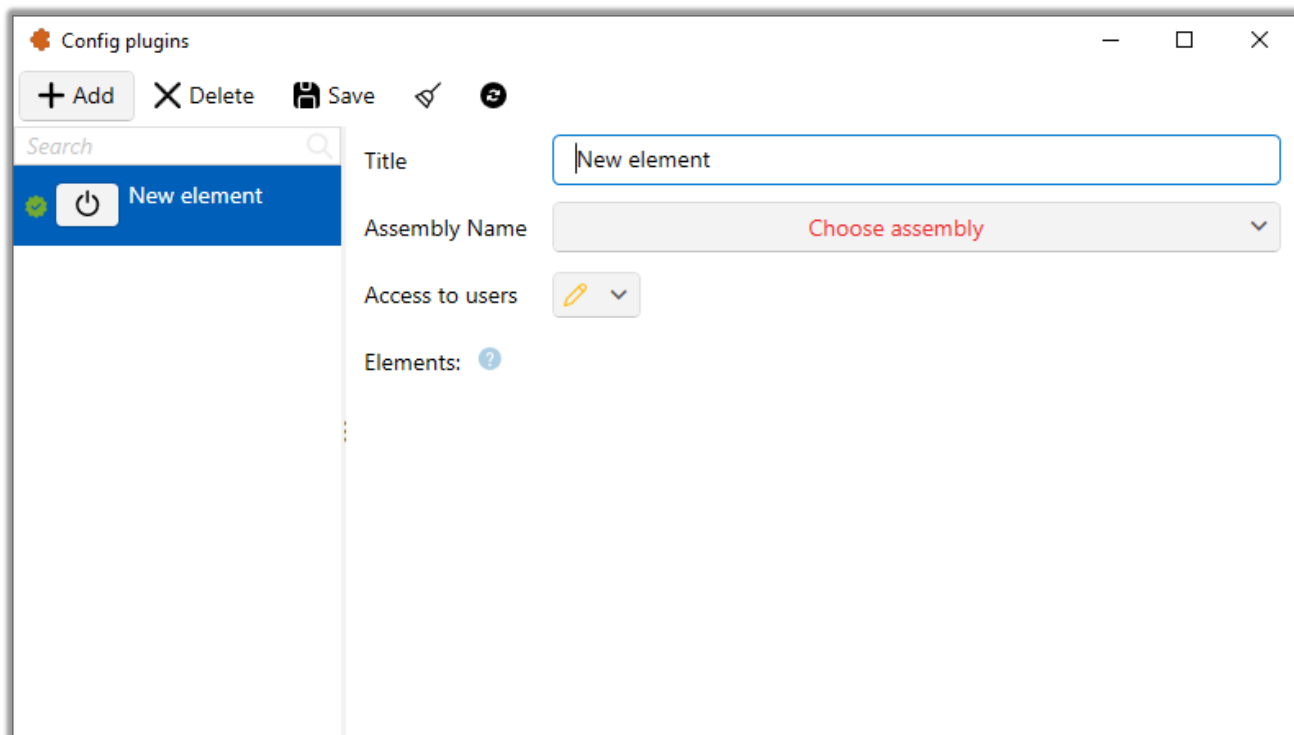 Config plugins
Add Delete Save
Search
New element
Title New element
Assembly Name Choose assembly
Access to users
Elements: ?